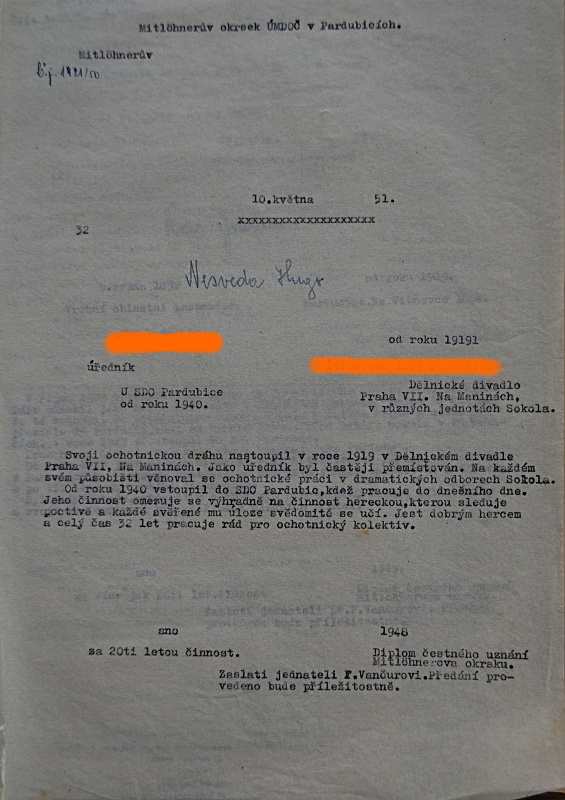 Mitlöhnerův okrsek ÚMDOČ v Pardubicích.
Mitlöhnerův
Čj. 1921/50
10.května 51.
xxxxxxxxxxxxxxxxxxxx
32
Nesveda Hugo
od roku 19191
úředník
Dělnické divadlo
U SDO Pardubice
Praha VII. Na Maninách,
od roku 1940.
v různých jednotách Sokola.
Svoji ochotnickou dráhu nastoupil v roce 1919 v Dělnickém divadle
Praha VII, Na Maninách. Jako úředník byl častěji přemistován. Na každém
svém působišti věnoval se ochotnické práci v dramatických odborech Sokola.
Od roku 1940 vstoupil do SDO Pardubic,kdež pracuje do dnešního dne.
Jeho činnost omezuje se výhradně na činnost hereckou,kterou sleduje
poctivě a každé svěřené mu úloze svědomitě se učí. Jest dobrým hercem
a celý čas 32 let pracuje rád pro ochotnický kolektiv.
ano 1948
za 20ti letou činnost. Diplom čestného uznání
Mitlöhnerova okrsku.
Zaslati jednateli F.Vančurovi.Předání pro-
vedeno bude příležitostně.